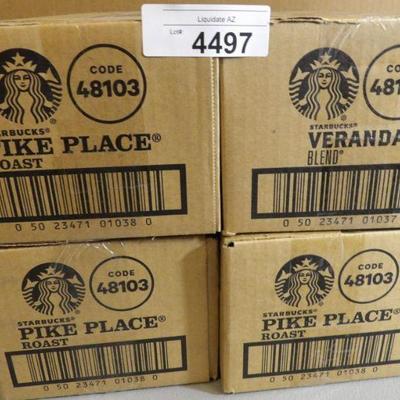 Liquidate AZ
Lot#
4497
CODE
48103
STARBUCKS®
PIKE PLACE®
ROAST
0 50 23471 01038 0
CODE
STARBUCKS®
VERANDA
BLEND®
0 50 23471 01037
CODE
48103
STARBUCKS®
PIKE PLACE®
ROAST
0 50 23471 01038 0
CODE
48103
STARBUCKS®
PIKE PLACE®
ROAST
0 50 23471 01038 0